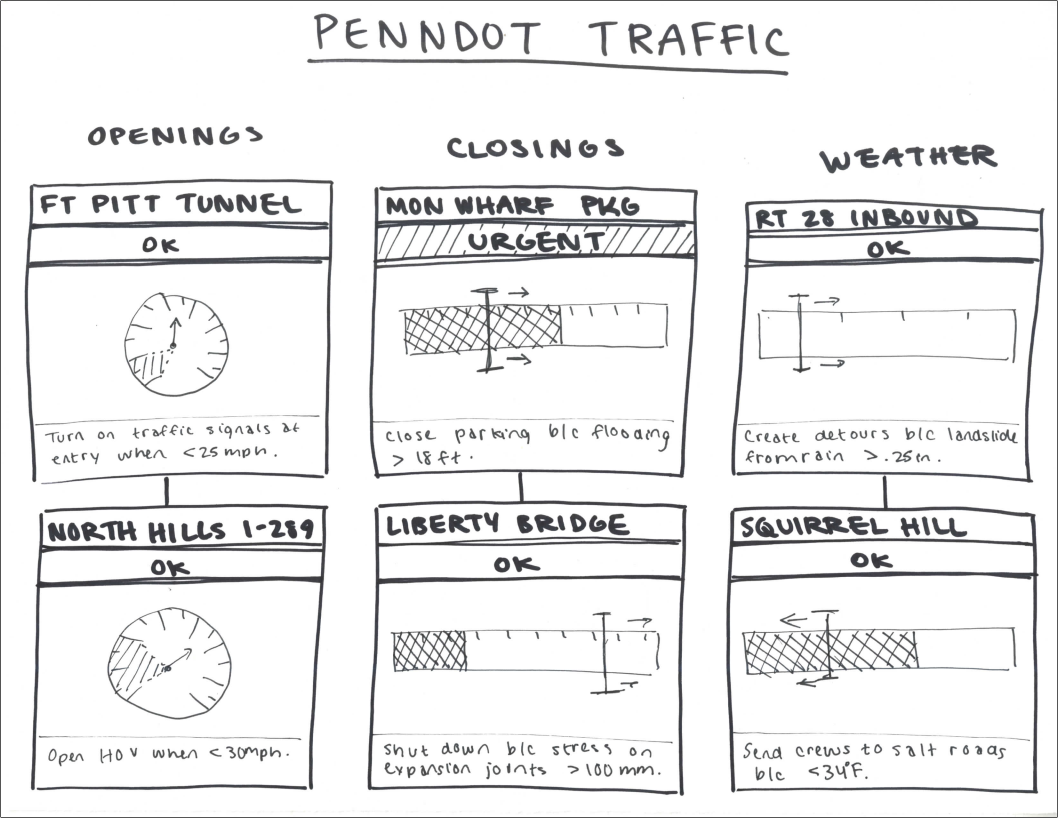 PENNDOT TRAFFIC
OPENINGS
CLOSINGS
WEATHER
FT PITT TUNNEL
OK
Turn on traffic signals at
entry when <25 mph.
MON WHARF PKG
URGENT
Close parking b/c flooding
> 18 ft.
RT 28 INBOUND
OK
Create detours b/c landslide
from rain > .25in.
NORTH HILLS I-289
OK
Open HOV when <30mph.
LIBERTY BRIDGE
OK
Shut down b/c stress on
expansion joints >100 mm.
SQUIRREL HILL
OK
Send crews to salt roads
b/c <34°F.